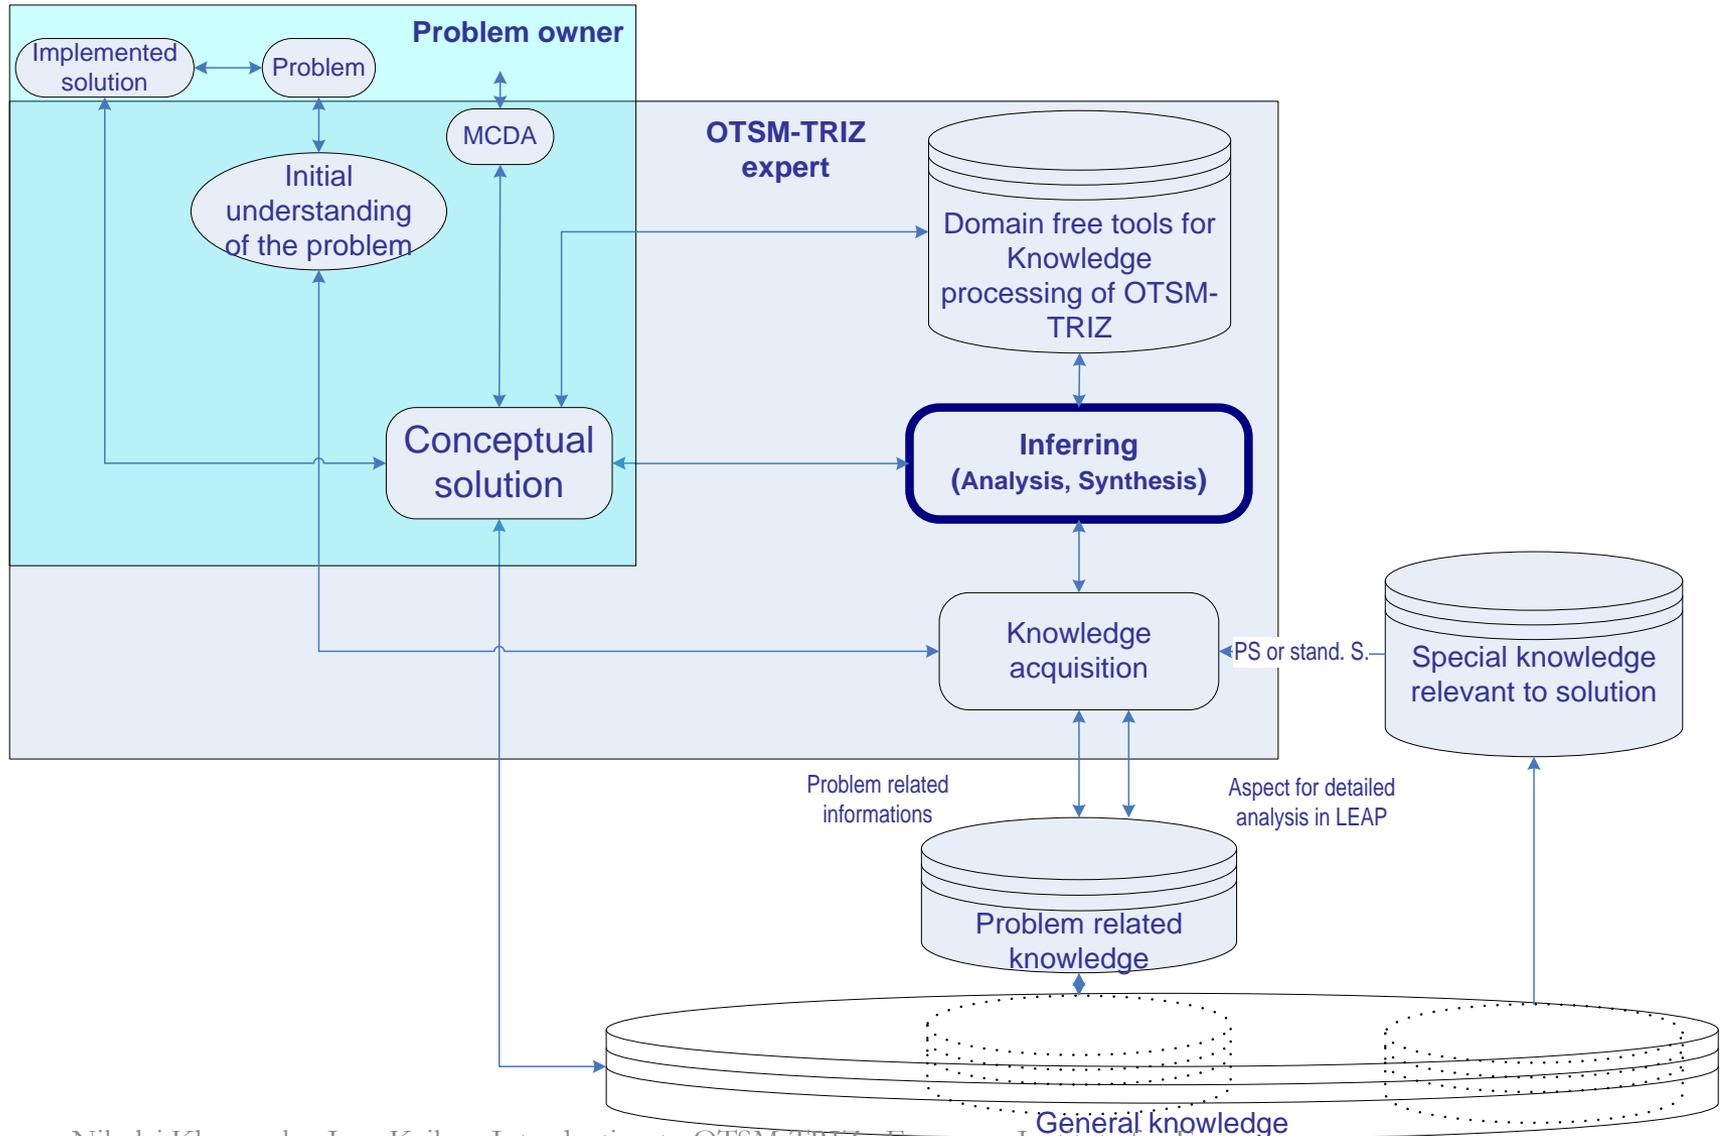 Problem owner
Implemented
solution
Problem
MCDA
OTSM-TRIZ
expert
Initial
understanding
of the problem
Domain free tools for
Knowledge
processing of OTSM-
TRIZ
Conceptual
solution
Inferring
(Analysis, Synthesis)
Knowledge
acquisition
PS or stand. S.
Special knowledge
relevant to solution
Problem related
informations
Aspect for detailed
analysis in LEAP
Problem related
knowledge
General knowledge